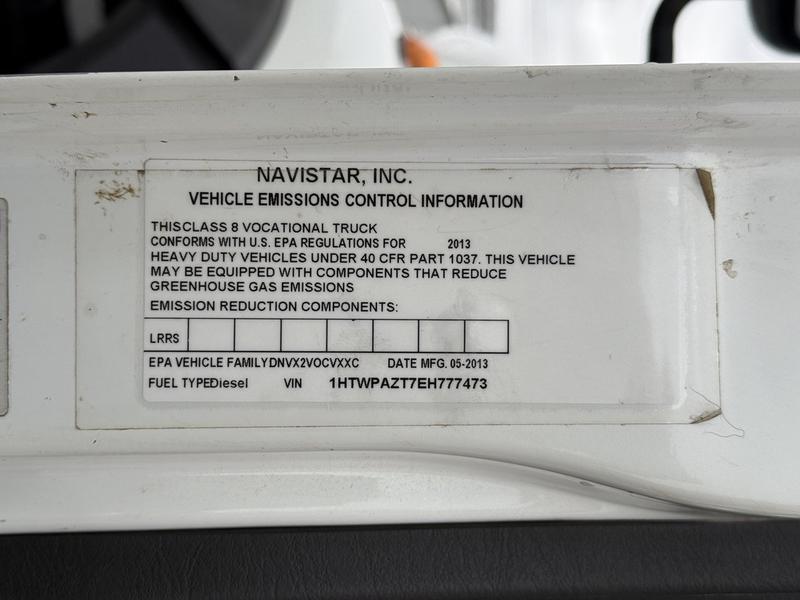 NAVISTAR, INC.
VEHICLE EMISSIONS CONTROL INFORMATION
THISCLASS 8 VOCATIONAL TRUCK
CONFORMS WITH U.S. EPA REGULATIONS FOR 2013
HEAVY DUTY VEHICLES UNDER 40 CFR PART 1037. THIS VEHICLE
MAY BE EQUIPPED WITH COMPONENTS THAT REDUCE
GREENHOUSE GAS EMISSIONS
EMISSION REDUCTION COMPONENTS:
LRRS
EPA VEHICLE FAMILYDNVX2VOCVXXC DATE MFG. 05-2013
FUEL TYPEDiesel VIN 1HTWPAZT7EH777473